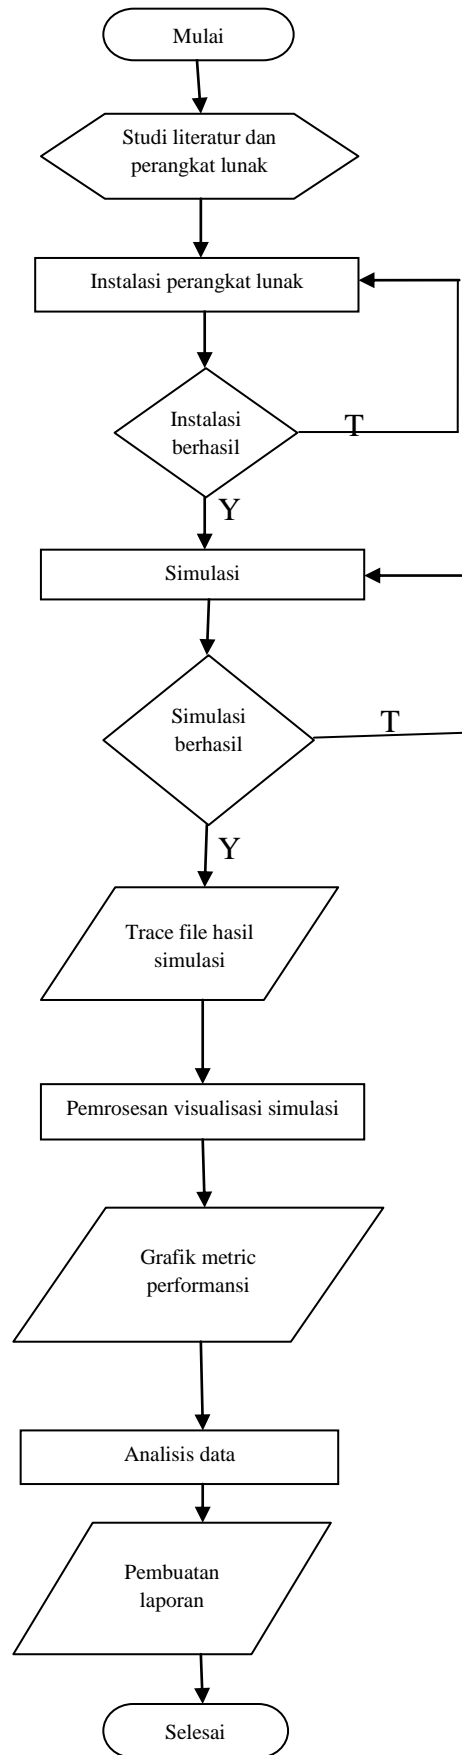 Mulai
Studi literatur dan
perangkat lunak
Instalasi perangkat lunak
Instalasi
berhasil
T
Y
Simulasi
Simulasi
berhasil
T
Y
Trace file hasil
simulasi
Pemrosesan visualisasi simulasi
Grafik metric
performansi
Analisis data
Pembuatan
laporan
Selesai